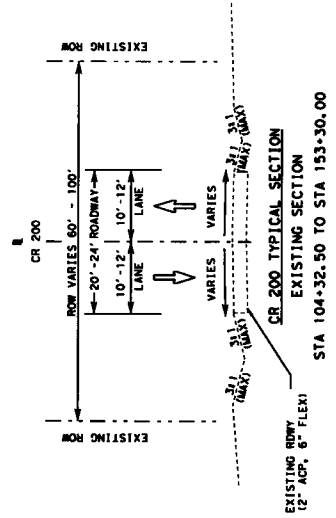 CR 200
EXISTING ROW
EXISTING ROW
ROW VARIES 60' - 100'
20'-24' ROADWAY
10'-12' LANE
10'-12' LANE
VARIES
VARIES
3:1 (MAX)
3:1 (MAX)
3:1 (MAX)
3:1 (MAX)
EXISTING RDWY
(2" ACP, 6" FLEX)
CR 200 TYPICAL SECTION
EXISTING SECTION
STA 104+32.50 TO STA 153+30.00